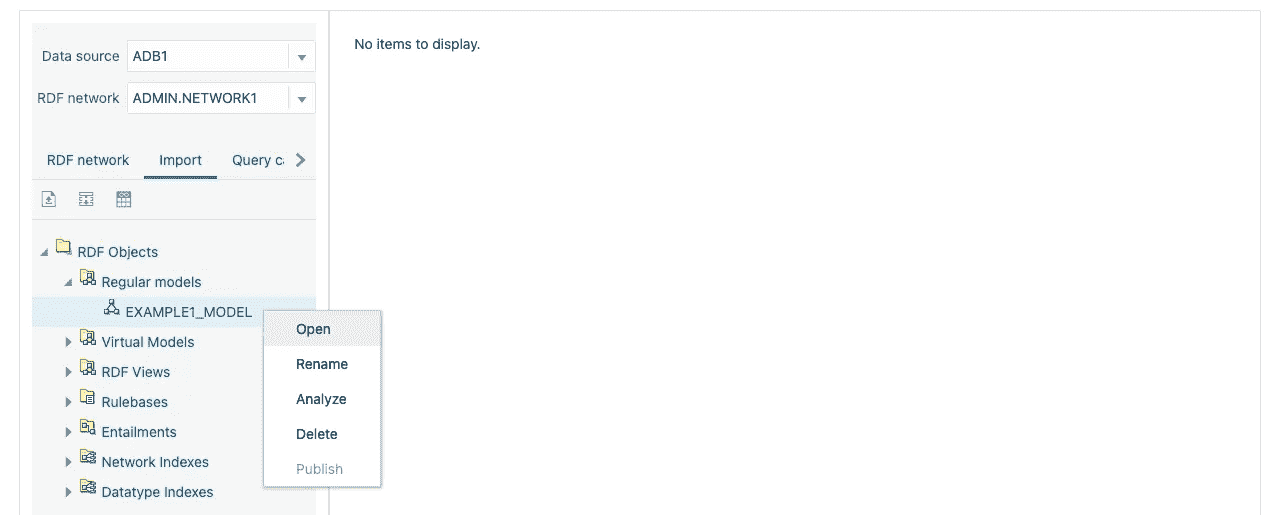 Data source ADB1
No items to display.
RDF network ADMIN.NETWORK1
RDF network Import Query c
RDF Objects
Regular models
EXAMPLE1_MODEL
Virtual Models
RDF Views
Rulebases
Entailments
Network Indexes
Datatype Indexes
Open
Rename
Analyze
Delete
Publish